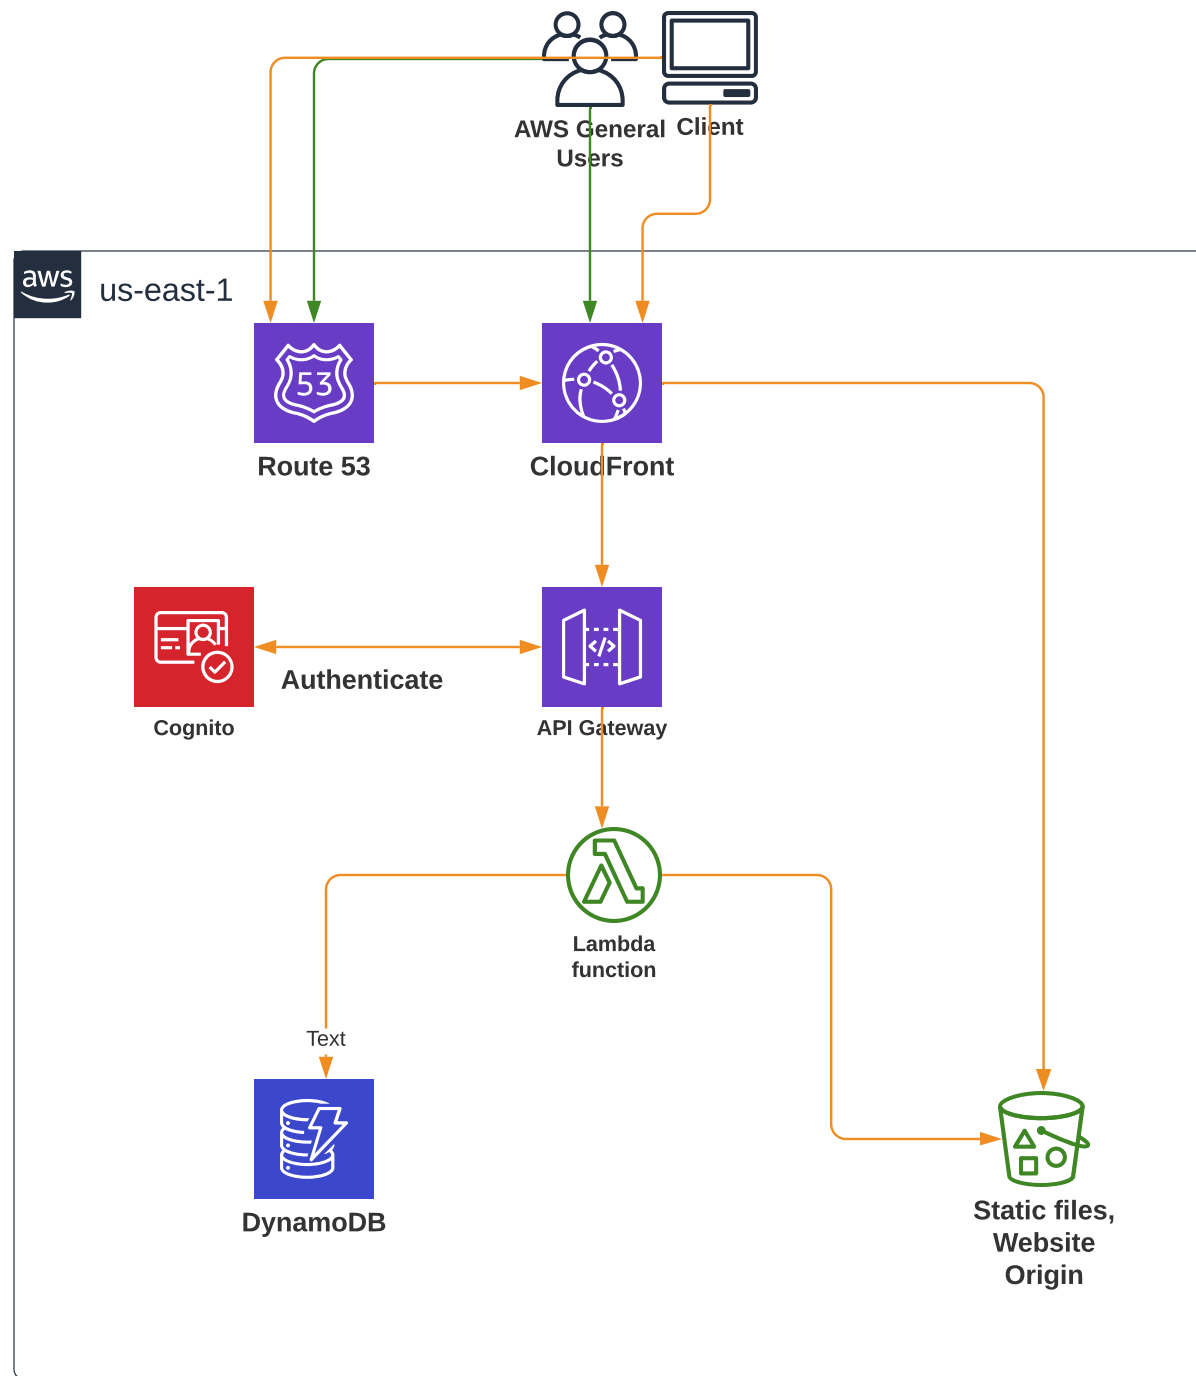 AWS General
Users
Client
aws
us-east-1
53
Route 53
CloudFront
Authenticate
Cognito
API Gateway
Lambda
function
Text
DynamoDB
Static files,
Website
Origin